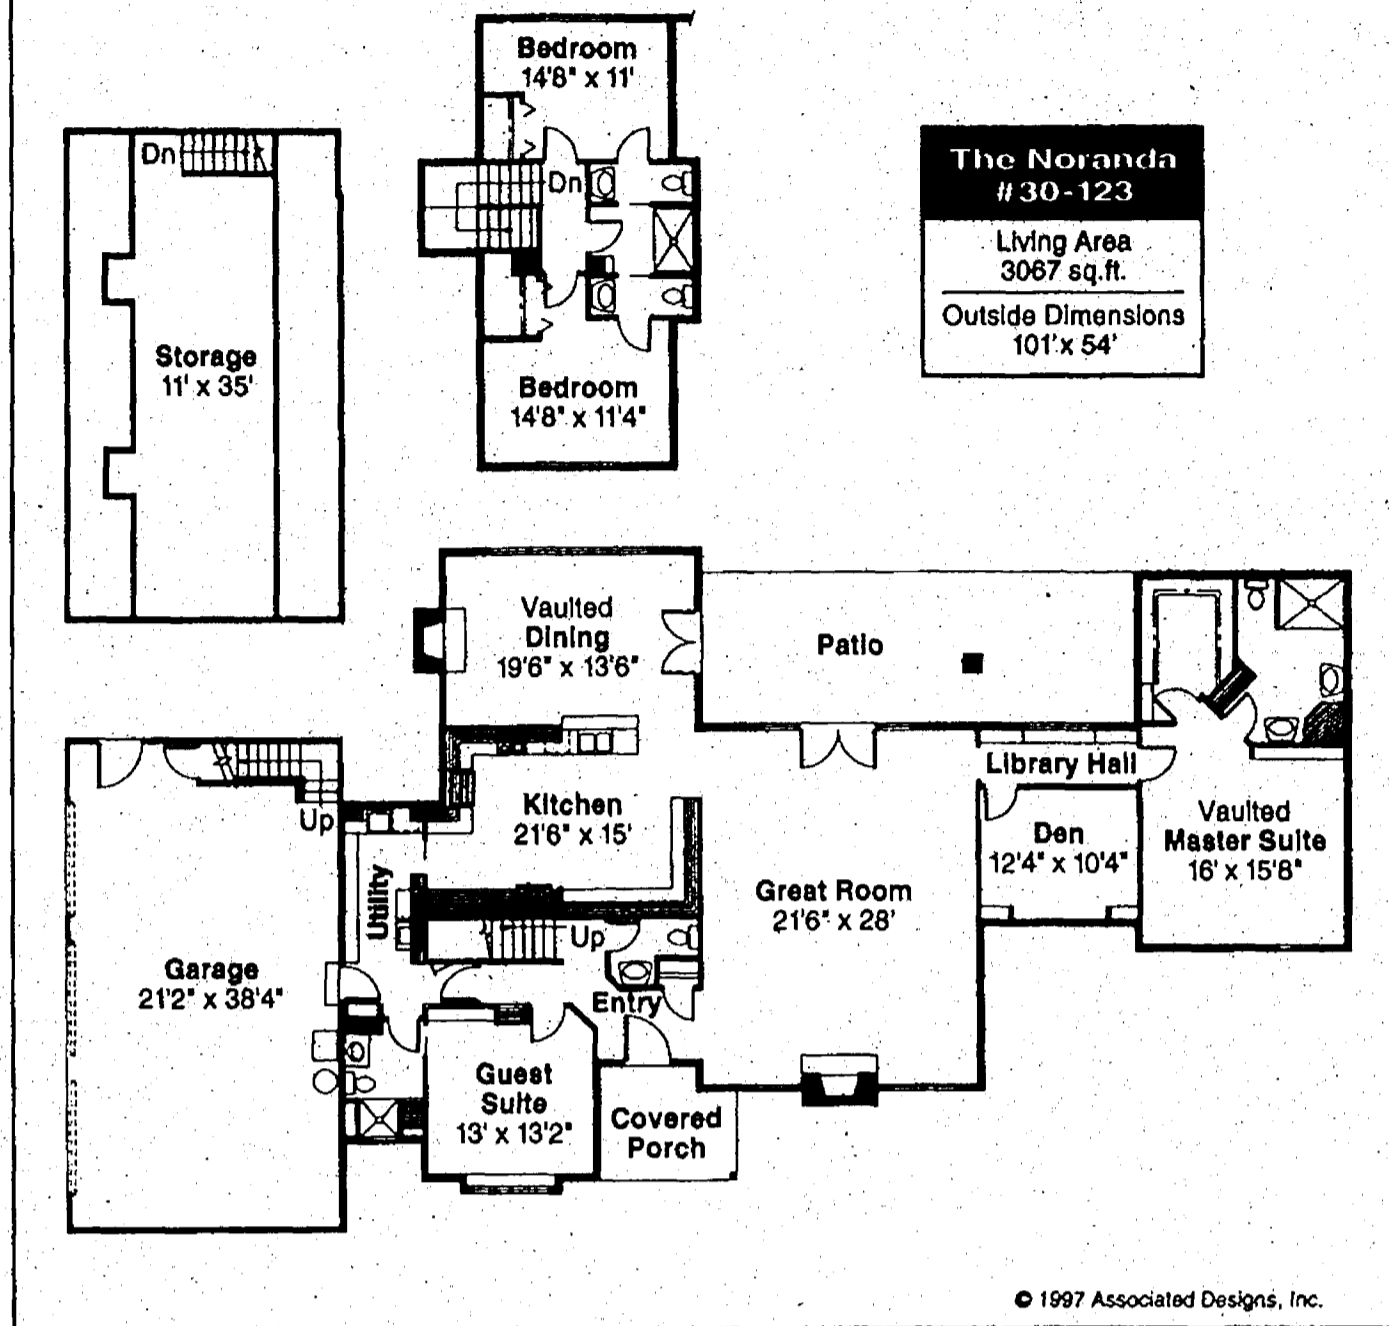 Bedroom
14'8" x 11'
Dn
Bedroom
14'8" x 11'4"
Dn
Storage
11' x 35'
The Noranda
#30-123
Living Area
3067 sq.ft.
Outside Dimensions
101' x 54'
Vaulted
Dining
19'6" x 13'6"
Patio
Library Hall
Kitchen
21'6" x 15'
Up
Den
12'4" x 10'4"
Vaulted
Master Suite
16' x 15'8"
Utility
Great Room
21'6" x 28'
Up
Garage
21'2" x 38'4"
Entry
Guest
Suite
13' x 13'2"
Covered
Porch
© 1997 Associated Designs, Inc.